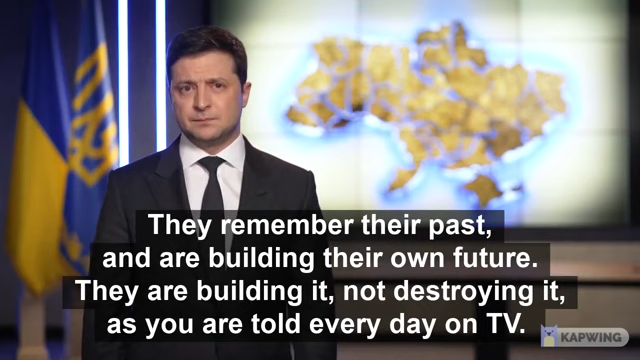 They remember their past,
and are building their own future.
They are building it, not destroying it,
as you are told every day on TV.
KAPWING